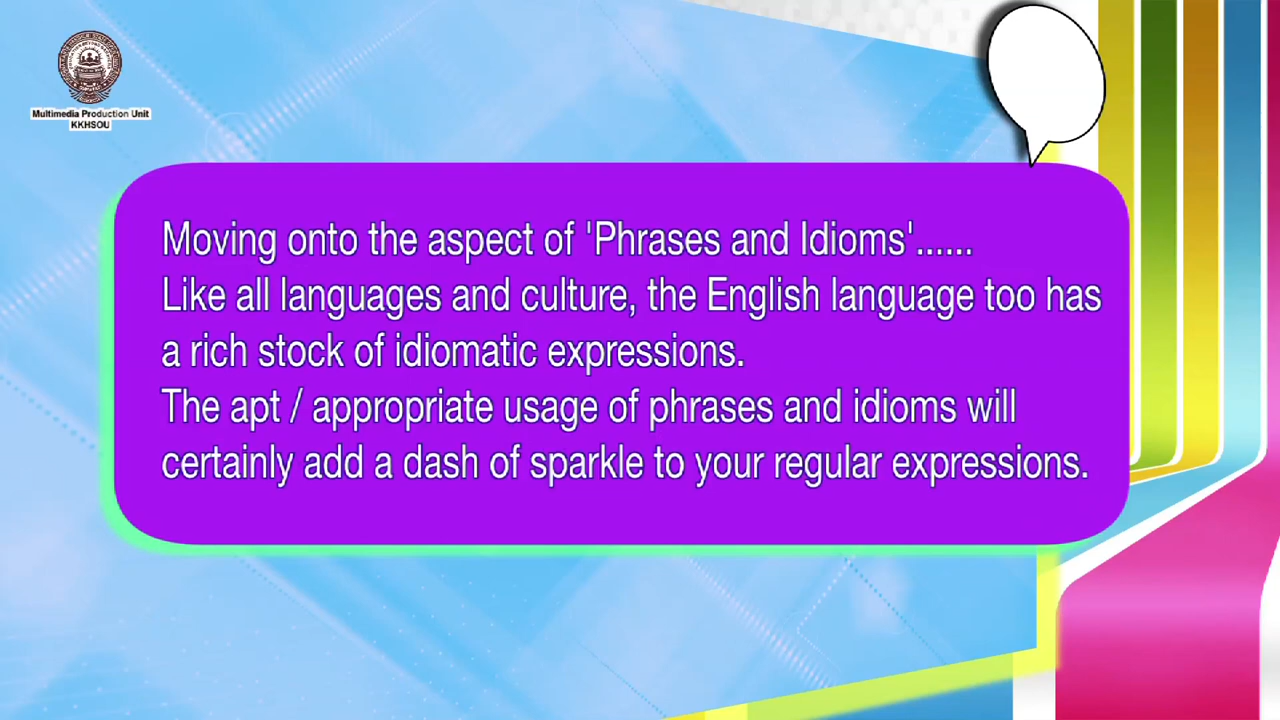 Multimedia Production Unit
KKHSOU
Moving onto the aspect of 'Phrases and Idioms'......
Like all languages and culture, the English language too has
a rich stock of idiomatic expressions.
The apt / appropriate usage of phrases and idioms will
certainly add a dash of sparkle to your regular expressions.